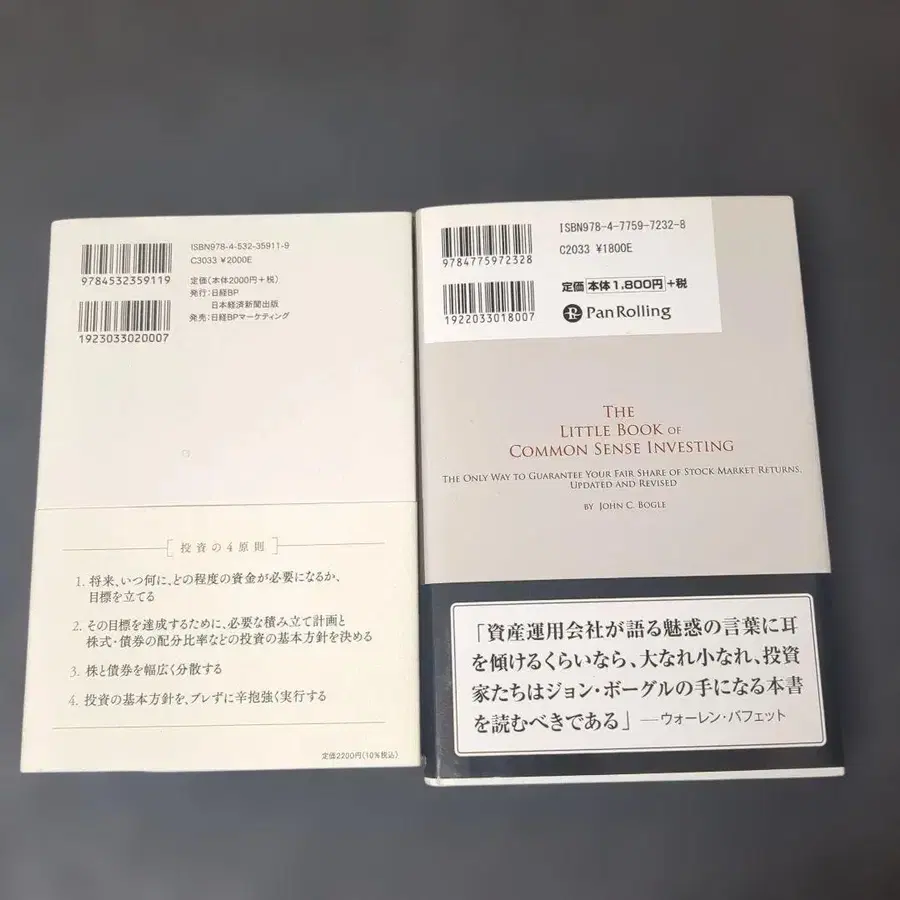 ISBN978-4-532-35911-9
C3033 ¥2000E
9784532359119
定価(本体2000円+税)
発行:日経BP
日本経済新聞出版
発売:日経BPマーケティング
1923033020007
投資の4原則
1. 将来、いつ何に、どの程度の資金が必要になるか、
目標を立てる
2. その目標を達成するために、必要な積み立て計画と
株式・債券の配分比率などの投資の基本方針を決める
3. 株と債券を幅広く分散する
4. 投資の基本方針を、ブレずに辛抱強く実行する
定価2200円(10%税込)
ISBN978-4-7759-7232-8
C2033 ¥1800E
9784775972328
定価 本体1,800円+税
1922033018007
PanRolling
THE
LITTLE BOOK OF
COMMON SENSE INVESTING
THE ONLY WAY TO GUARANTEE YOUR FAIR SHARE OF STOCK MARKET RETURNS,
UPDATED AND REVISED
BY JOHN C. BOGLE
「資産運用会社が語る魅惑の言葉に耳
を傾けるくらいなら、大なれ小なれ、投資
家たちはジョン・ボーグルの手になる本書
を読むべきである」—ウォーレン・バフェット